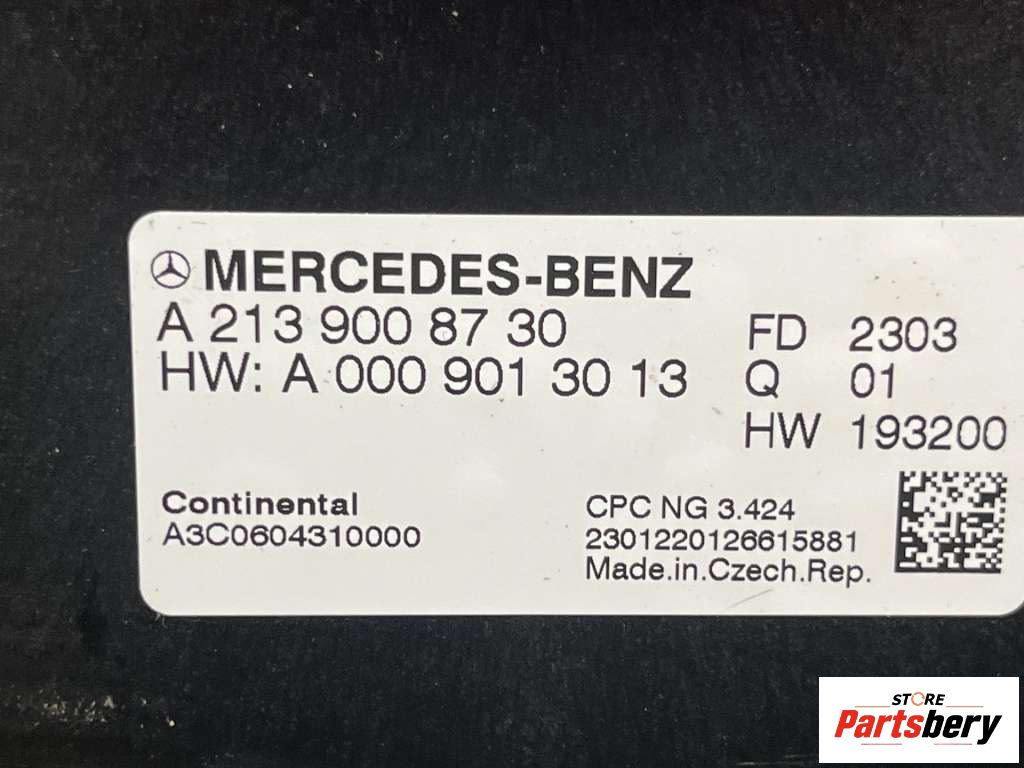 MERCEDES-BENZ
A 213 900 87 30
HW: A 000 901 30 13
FD 2303
Q 01
HW 193200
Continental
A3C0604310000
CPC NG 3.424
2301220126615881
Made.in.Czech.Rep.
STORE
Partsbery